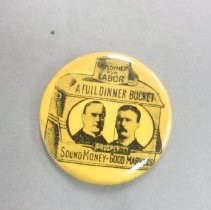 LABOR
A FULL DINNER BUCKET
SOUND MONEY - GOOD MARKETS